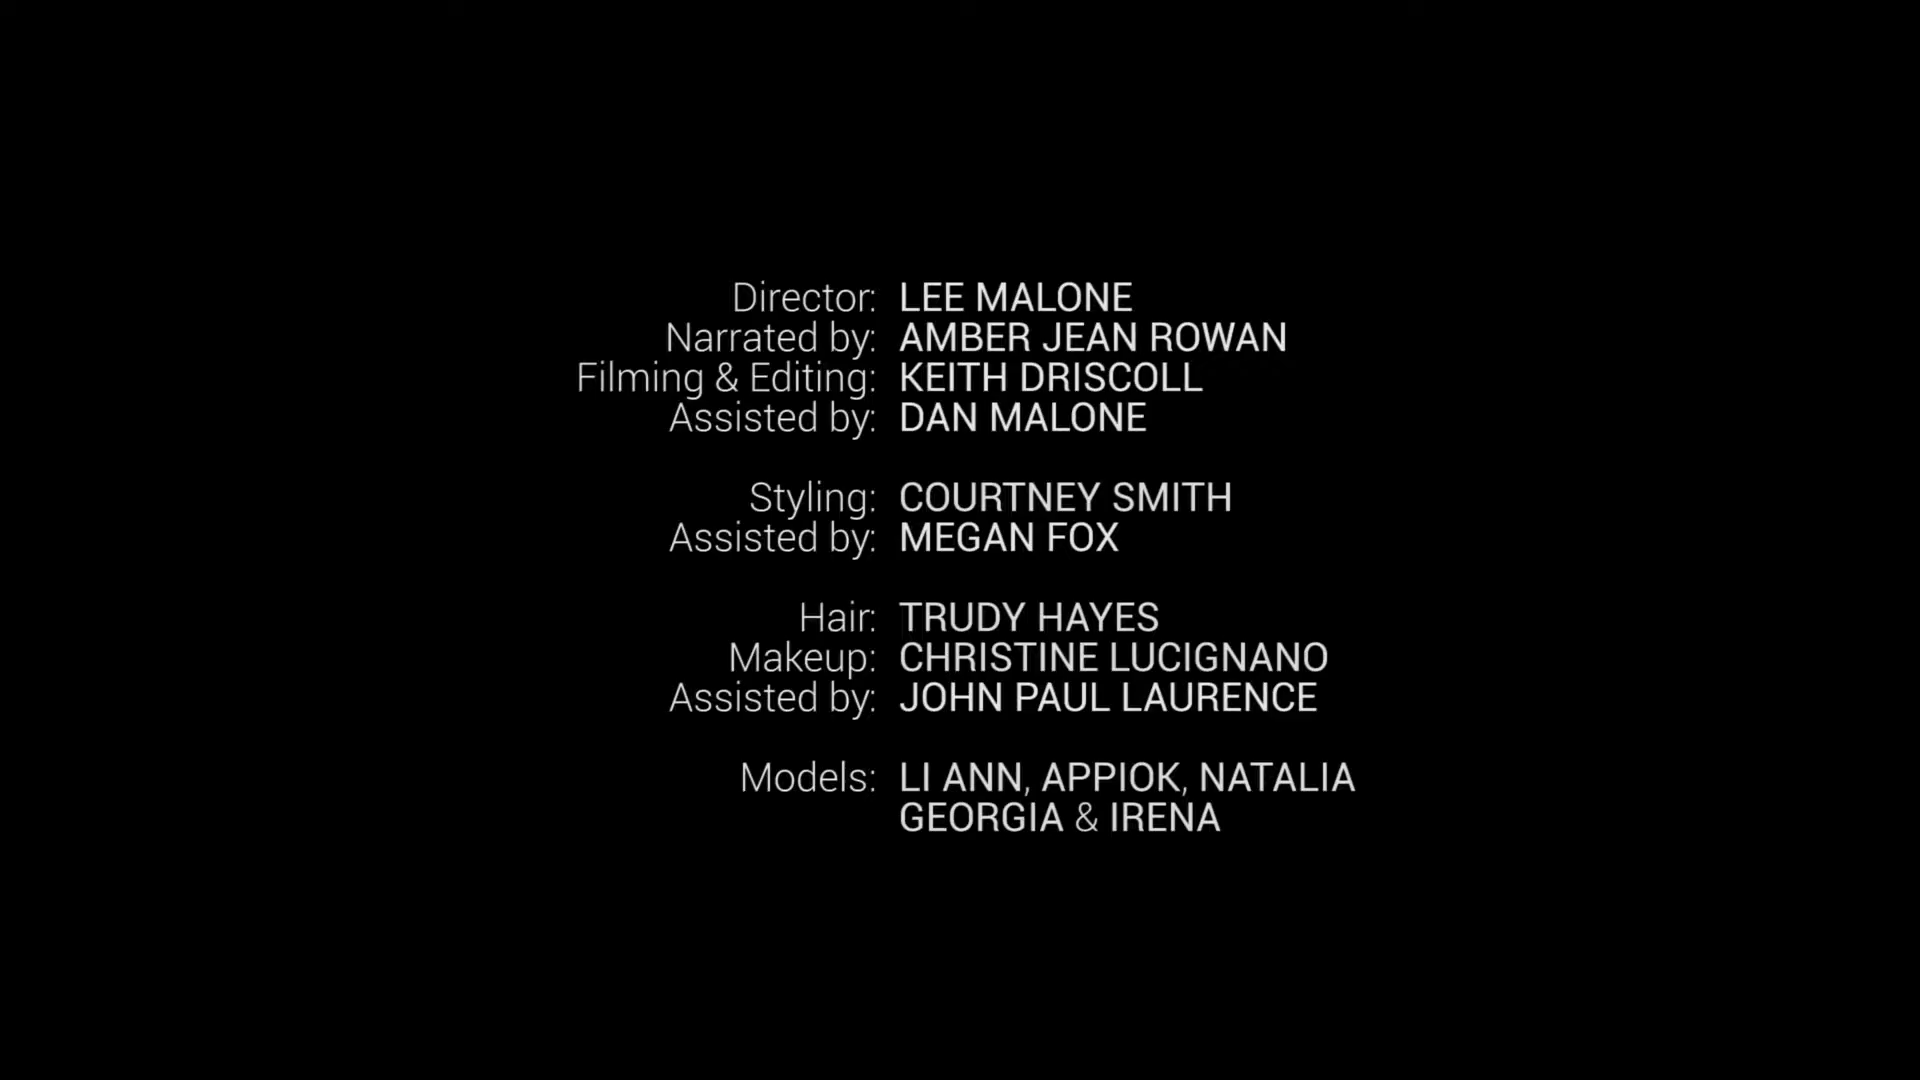 Director: LEE MALONE
Narrated by: AMBER JEAN ROWAN
Filming & Editing: KEITH DRISCOLL
Assisted by: DAN MALONE
Styling: COURTNEY SMITH
Assisted by: MEGAN FOX
Hair: TRUDY HAYES
Makeup: CHRISTINE LUCIGNANO
Assisted by: JOHN PAUL LAURENCE
Models: LI ANN, APPIOK, NATALIA
GEORGIA & IRENA